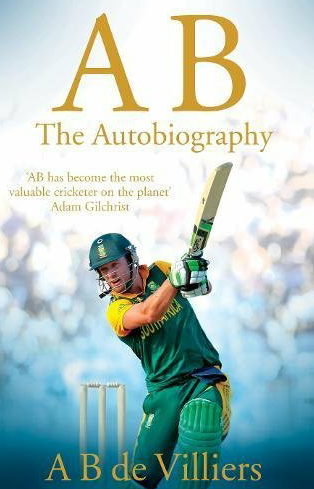 A B
The Autobiography
‘AB has become the most
valuable cricketer on the planet’
Adam Gilchrist
SOUTH AFRICA
A B de Villiers